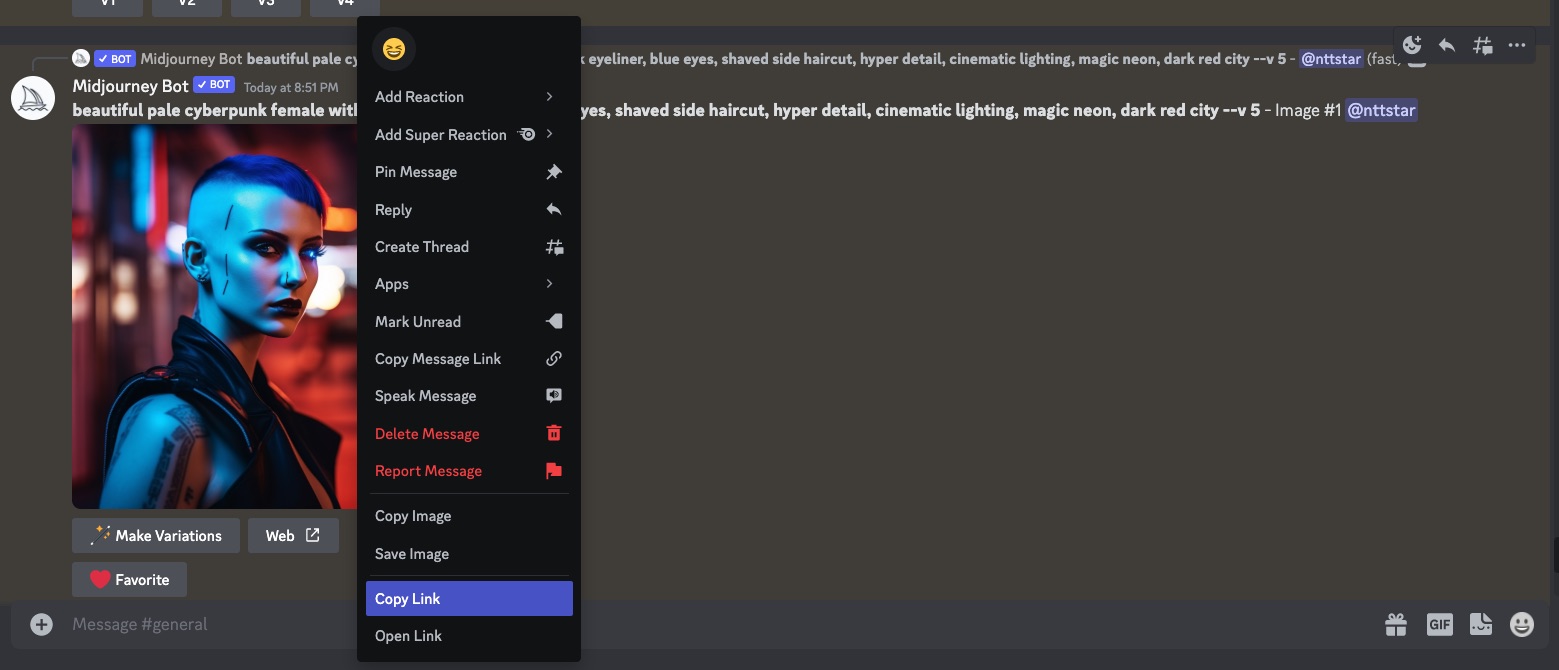 V1 V2 V3 V4
BOT Midjourney Bot beautiful pale cy k eyeliner, blue eyes, shaved side haircut, hyper detail, cinematic lighting, magic neon, dark red city --v 5 - @nttstar (fast)
Midjourney Bot BOT Today at 8:51 PM
beautiful pale cyberpunk female with yes, shaved side haircut, hyper detail, cinematic lighting, magic neon, dark red city --v 5 - Image #1 @nttstar
Add Reaction
Add Super Reaction
Pin Message
Reply
Create Thread
Apps
Mark Unread
Copy Message Link
Speak Message
Delete Message
Report Message
Copy Image
Save Image
Copy Link
Open Link
Make Variations Web
Favorite
Message #general GIF